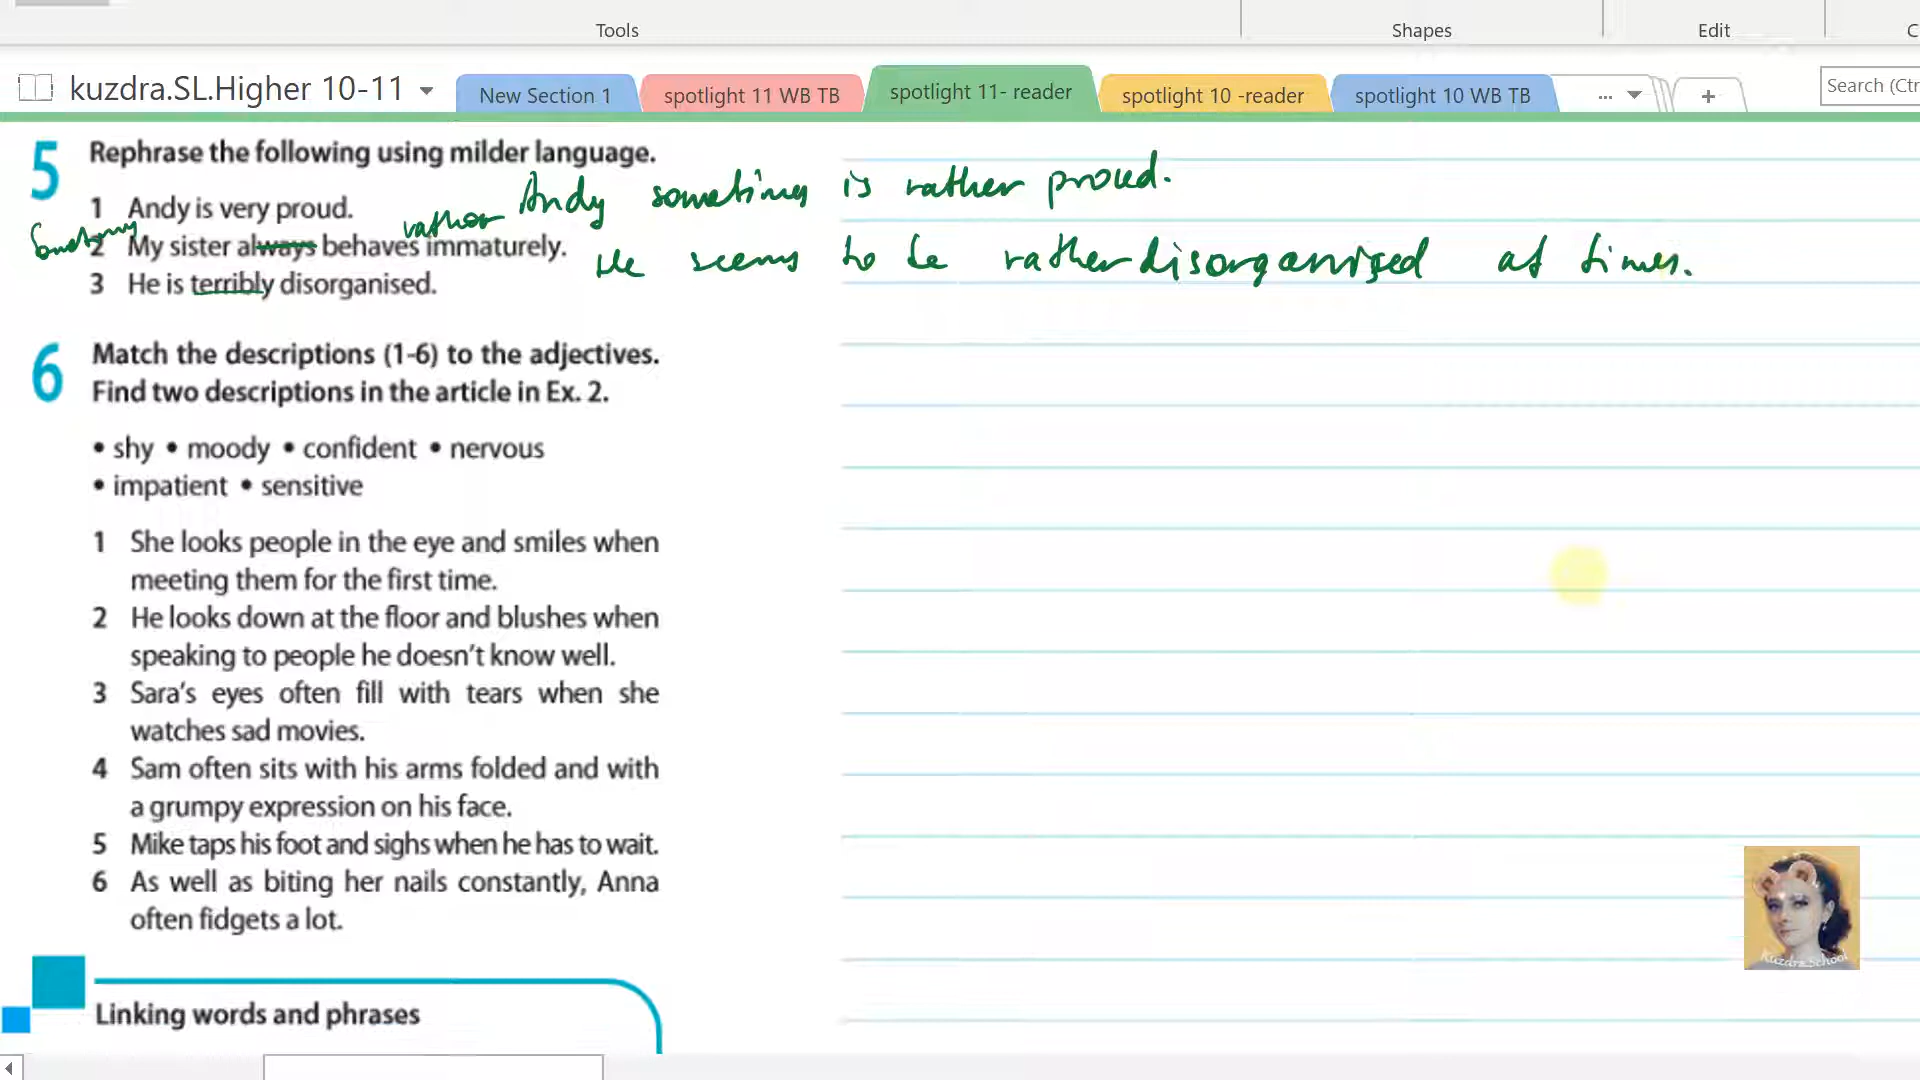 Tools
Shapes
Edit
C
kuzdra.SL.Higher 10-11
New Section 1
spotlight 11 WB TB
spotlight 11- reader
spotlight 10 -reader
spotlight 10 WB TB
...
+
Search (Ctr
5 Rephrase the following using milder language.
1 Andy is very proud.
Andy sometimes is rather proud.
Sometimes
rather
2 My sister always behaves immaturely.
3 He is terribly disorganised.
He seems to be rather disorganised at times.
6 Match the descriptions (1-6) to the adjectives.
Find two descriptions in the article in Ex. 2.
• shy • moody • confident • nervous
• impatient • sensitive
1 She looks people in the eye and smiles when
meeting them for the first time.
2 He looks down at the floor and blushes when
speaking to people he doesn't know well.
3 Sara's eyes often fill with tears when she
watches sad movies.
4 Sam often sits with his arms folded and with
a grumpy expression on his face.
5 Mike taps his foot and sighs when he has to wait.
6 As well as biting her nails constantly, Anna
often fidgets a lot.
Kuzdra.School
Linking words and phrases